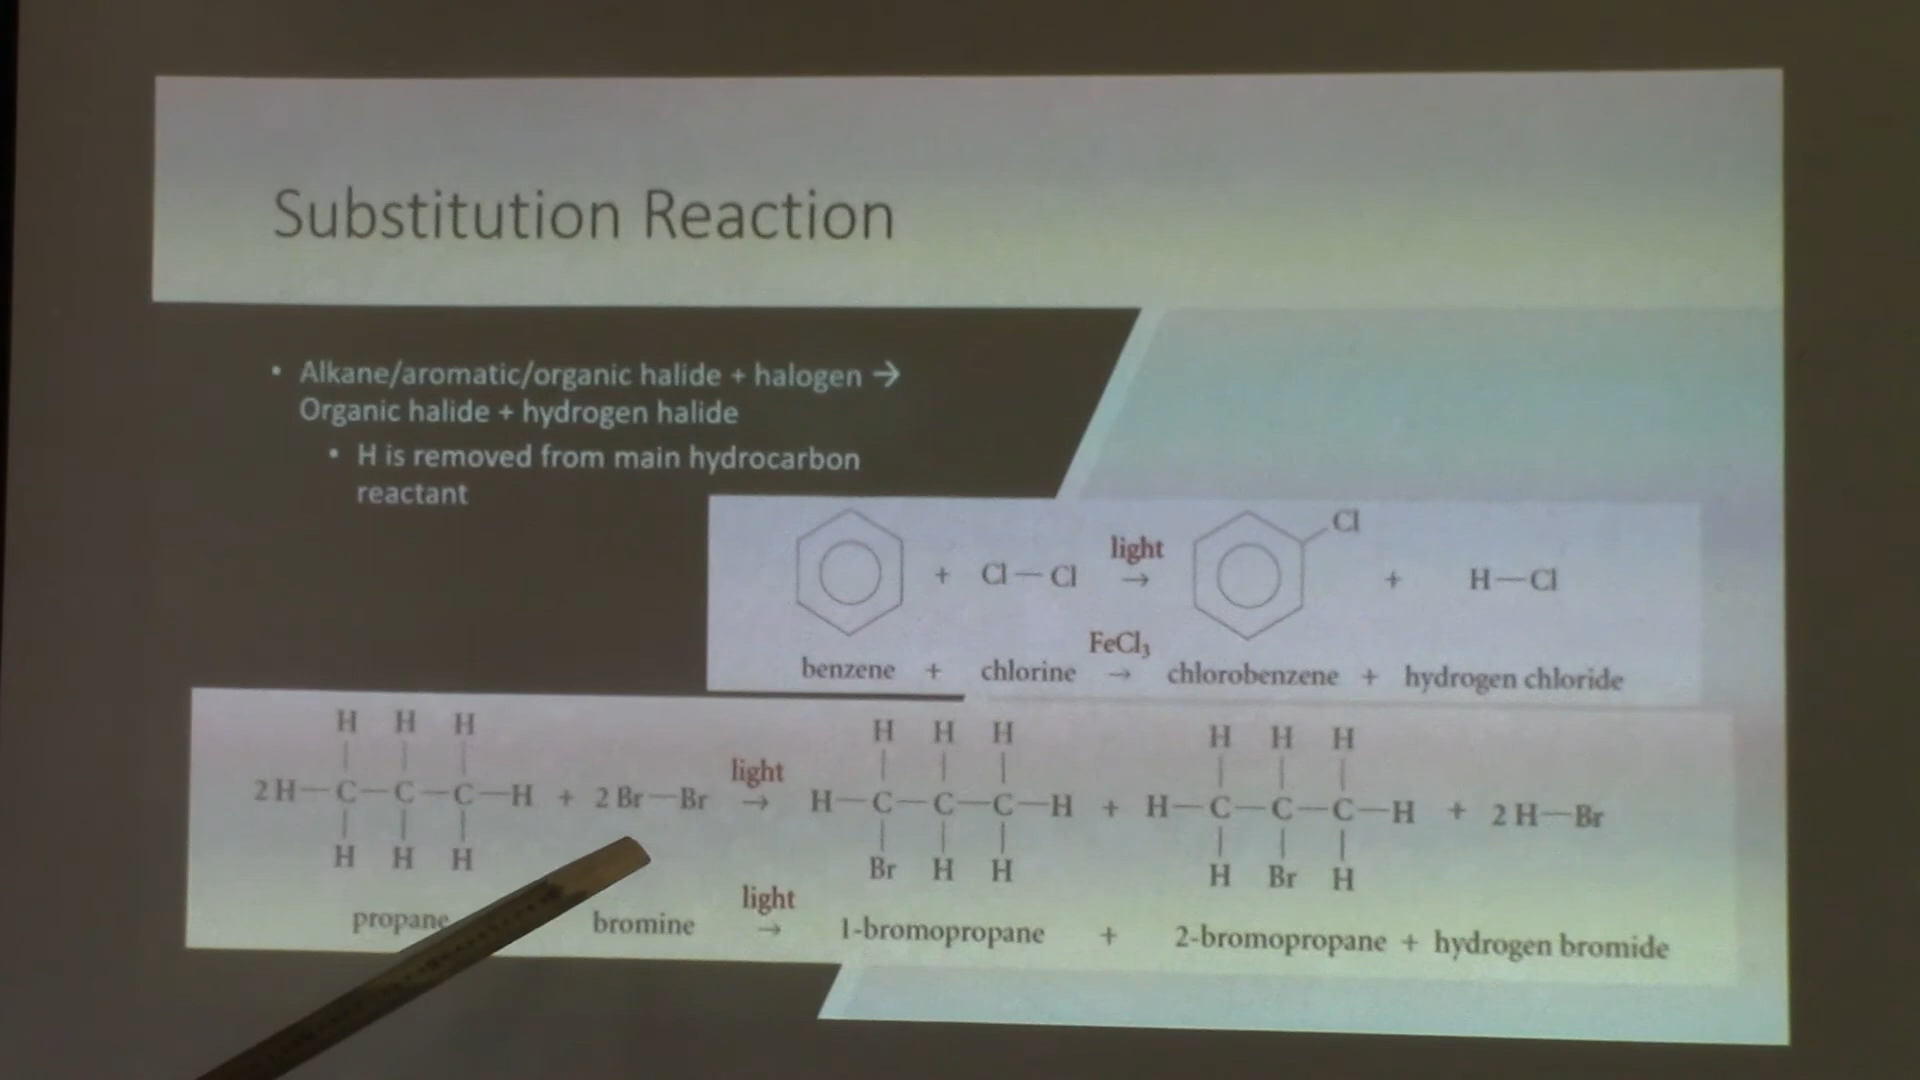 Substitution Reaction
• Alkane/aromatic/organic halide + halogen →
Organic halide + hydrogen halide
• H is removed from main hydrocarbon
reactant
Cl
light
+ Cl—Cl → + H—Cl
FeCl₃
benzene + chlorine → chlorobenzene + hydrogen chloride
H H H H H H H H H
light
2 H—C—C—C—H + 2 Br—Br → H—C—C—C—H + H—C—C—C—H + 2 H—Br
H H H Br H H H Br H
light
propane bromine → 1-bromopropane + 2-bromopropane + hydrogen bromide